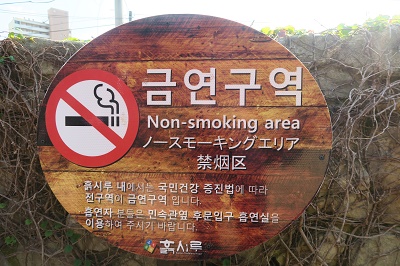 금연구역
Non-smoking area
ノースモーキングエリア
禁烟区
흙시루 내에서는 국민건강 증진법에 따라
전구역이 금연구역 입니다.
흡연자 분들은 민속관옆 후문입구 흡연실을
이용하여 주시기 바랍니다.
흙시루